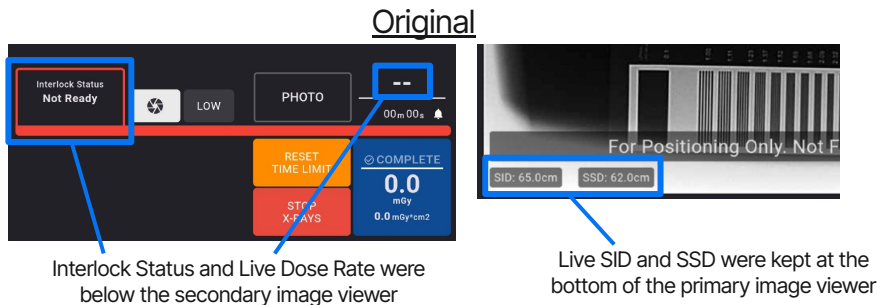 Original
Interlock Status
Not Ready
LOW
PHOTO
--
00m00s
RESET
TIME LIMIT
COMPLETE
0.0
mGy
0.0 mGy*cm2
STOP
X-RAYS
Interlock Status and Live Dose Rate were
below the secondary image viewer
For Positioning Only. Not F
SID: 65.0cm
SSD: 62.0cm
Live SID and SSD were kept at the
bottom of the primary image viewer